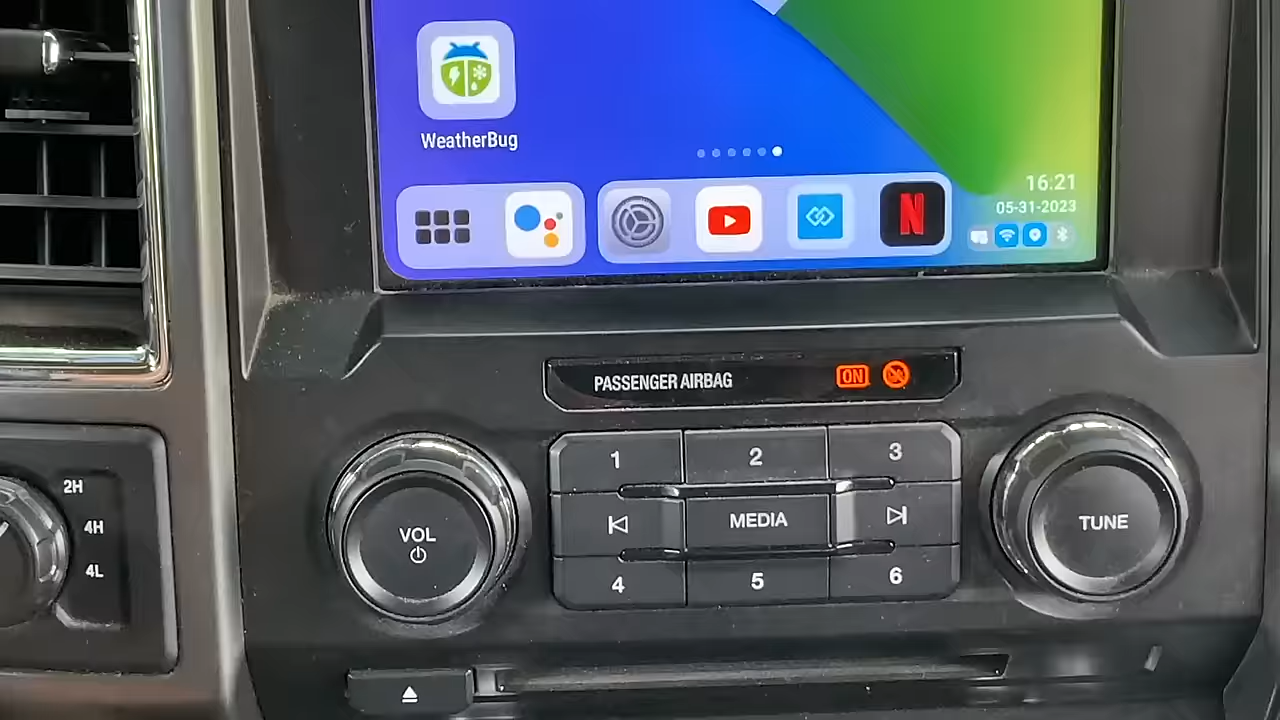 WeatherBug
N
16:21
05-31-2023
PASSENGER AIRBAG ON
1 2 3
MEDIA
4 5 6
VOL
TUNE
2H
4H
4L